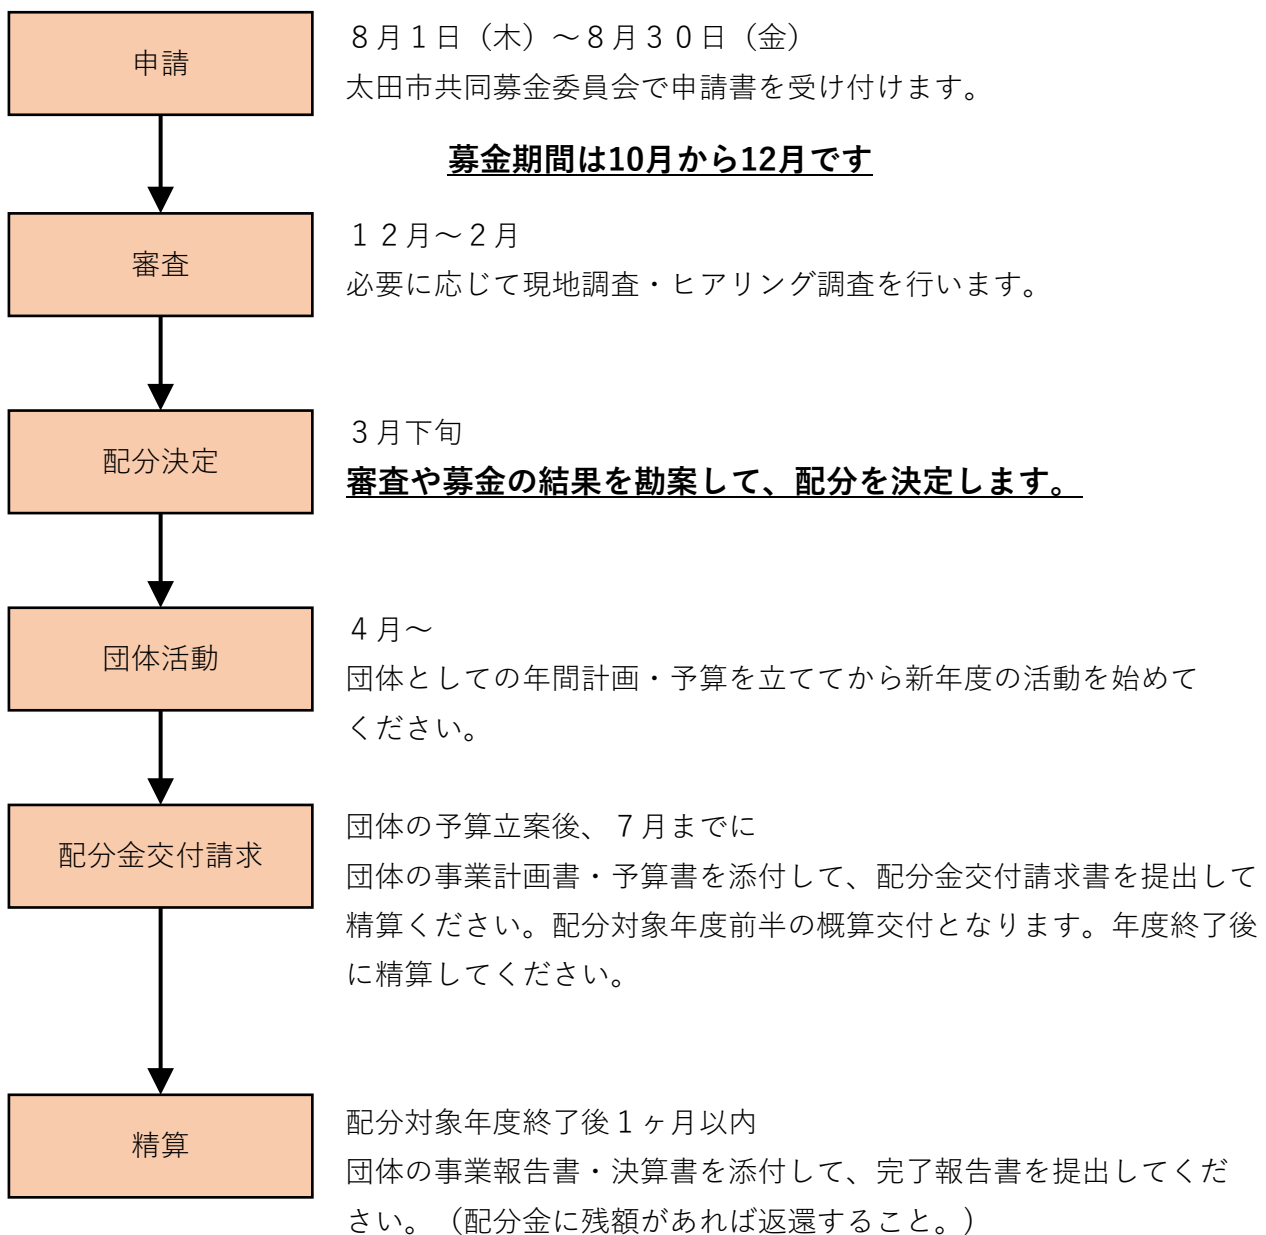 申請
８月１日（木）～８月３０日（金）
太田市共同募金委員会で申請書を受け付けます。
募金期間は10月から12月です
審査
１２月～２月
必要に応じて現地調査・ヒアリング調査を行います。
配分決定
３月下旬
審査や募金の結果を勘案して、配分を決定します。
団体活動
４月～
団体としての年間計画・予算を立ててから新年度の活動を始めて
ください。
配分金交付請求
団体の予算立案後、７月までに
団体の事業計画書・予算書を添付して、配分金交付請求書を提出して
精算ください。配分対象年度前半の概算交付となります。年度終了後
に精算してください。
精算
配分対象年度終了後１ヶ月以内
団体の事業報告書・決算書を添付して、完了報告書を提出してくだ
さい。（配分金に残額があれば返還すること。）